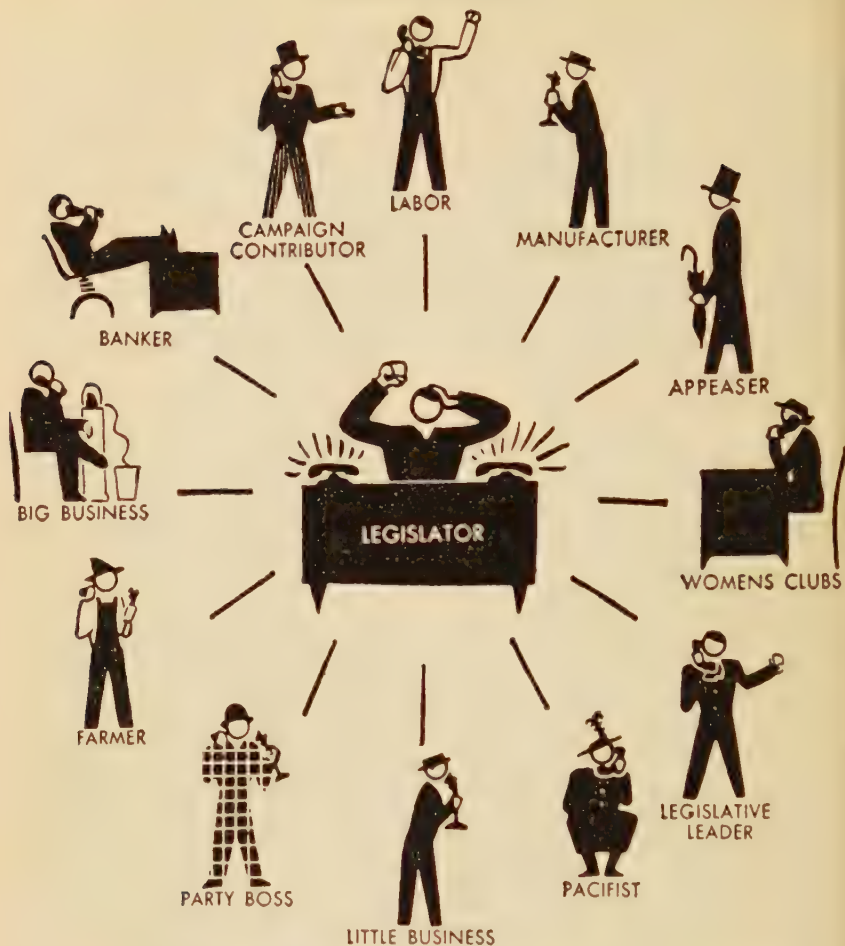 LABOR
CAMPAIGN
CONTRIBUTOR
MANUFACTURER
BANKER
APPEASER
BIG BUSINESS
LEGISLATOR
WOMENS CLUBS
FARMER
LEGISLATIVE
LEADER
PARTY BOSS
PACIFIST
LITTLE BUSINESS